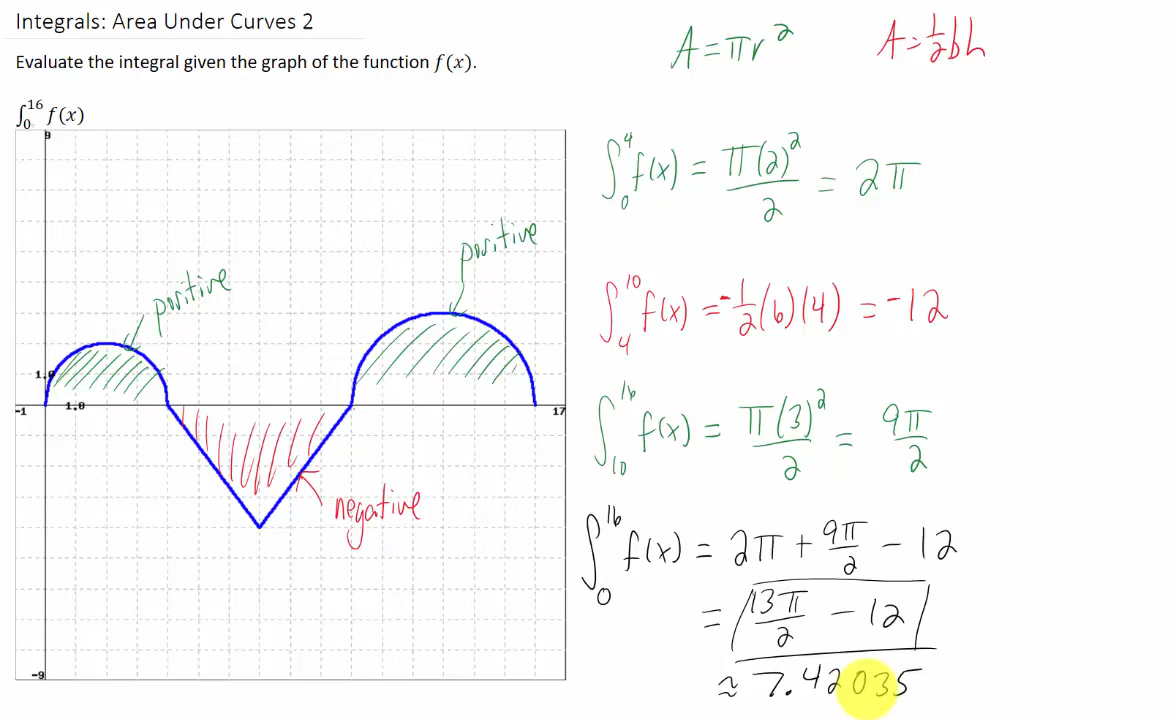 Integrals: Area Under Curves 2
Evaluate the integral given the graph of the function f(x).
∫₀¹⁶ f(x)
A = πr²
A = ½bh
9
1.0
-1
1.0
17
-9
positive
positive
negative
∫₀⁴ f(x) = π(2)²/2 = 2π
∫₄¹⁰ f(x) = -½(6)(4) = -12
∫₁₀¹⁶ f(x) = π(3)²/2 = 9π/2
∫₀¹⁶ f(x) = 2π + 9π/2 - 12
= 13π/2 - 12
≈ 7.42035